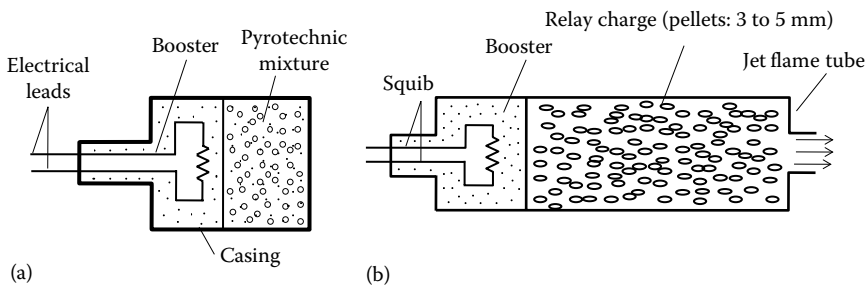 Electrical
leads
Booster
Pyrotechnic
mixture
Casing
(a)
Squib
Booster
Relay charge (pellets: 3 to 5 mm)
Jet flame tube
(b)